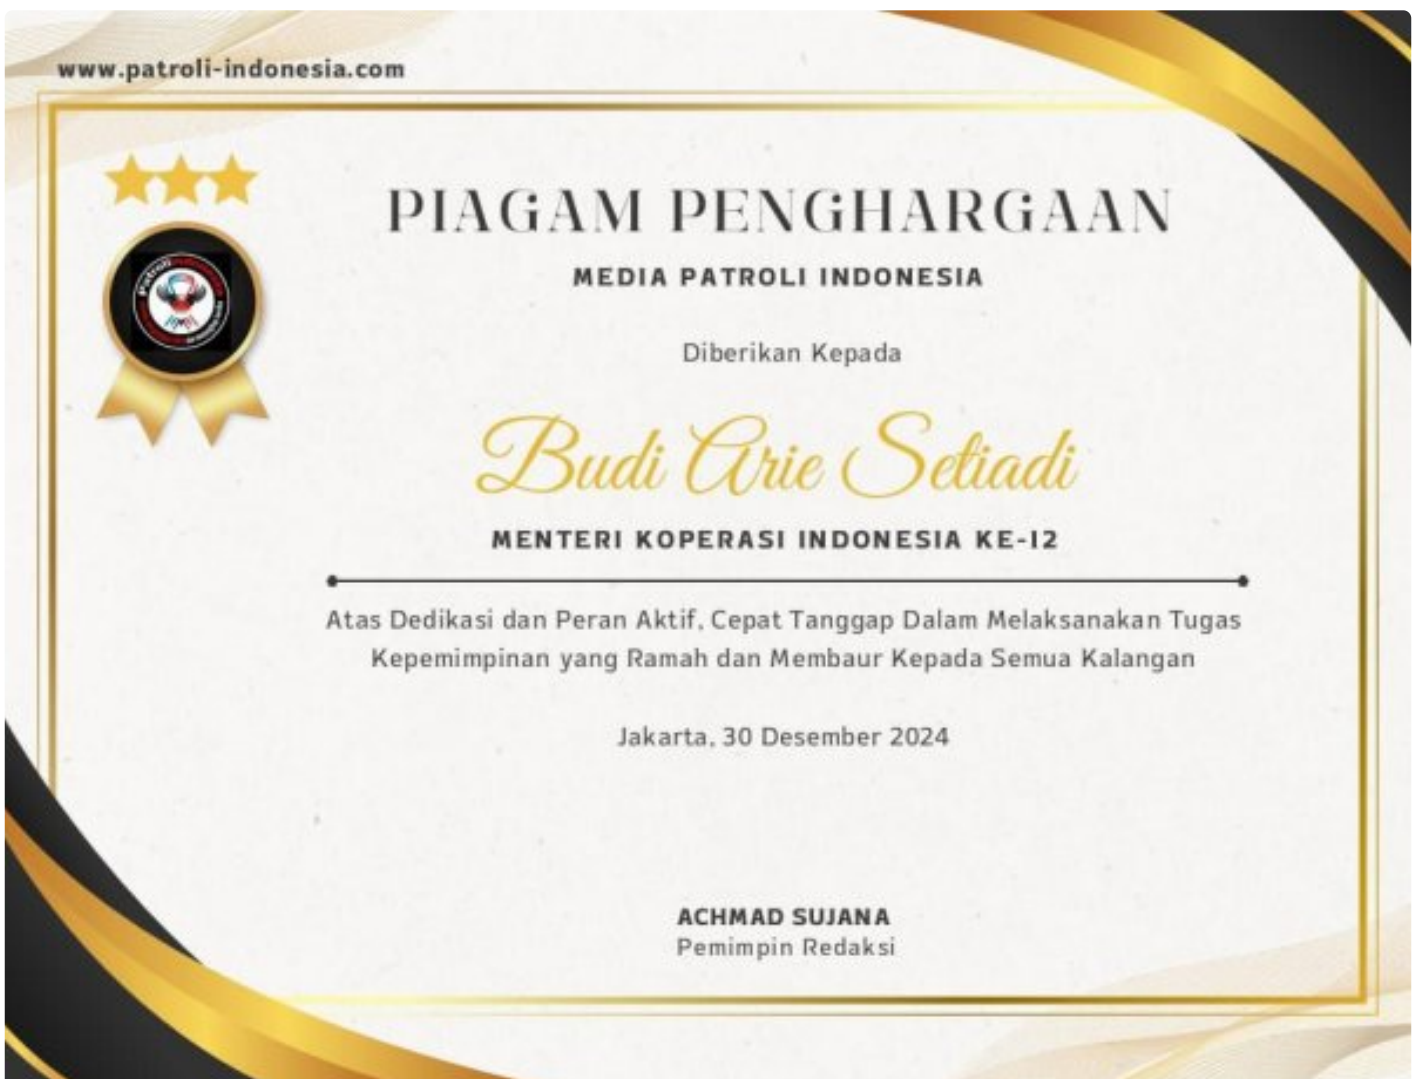 www.patroli-indonesia.com
PIAGAM PENGHARGAAN
MEDIA PATROLI INDONESIA
Diberikan Kepada
Budi Arie Setiadi
MENTERI KOPERASI INDONESIA KE-12
Atas Dedikasi dan Peran Aktif, Cepat Tanggap Dalam Melaksanakan Tugas
Kepemimpinan yang Ramah dan Membaur Kepada Semua Kalangan
Jakarta, 30 Desember 2024
ACHMAD SUJANA
Pemimpin Redaksi